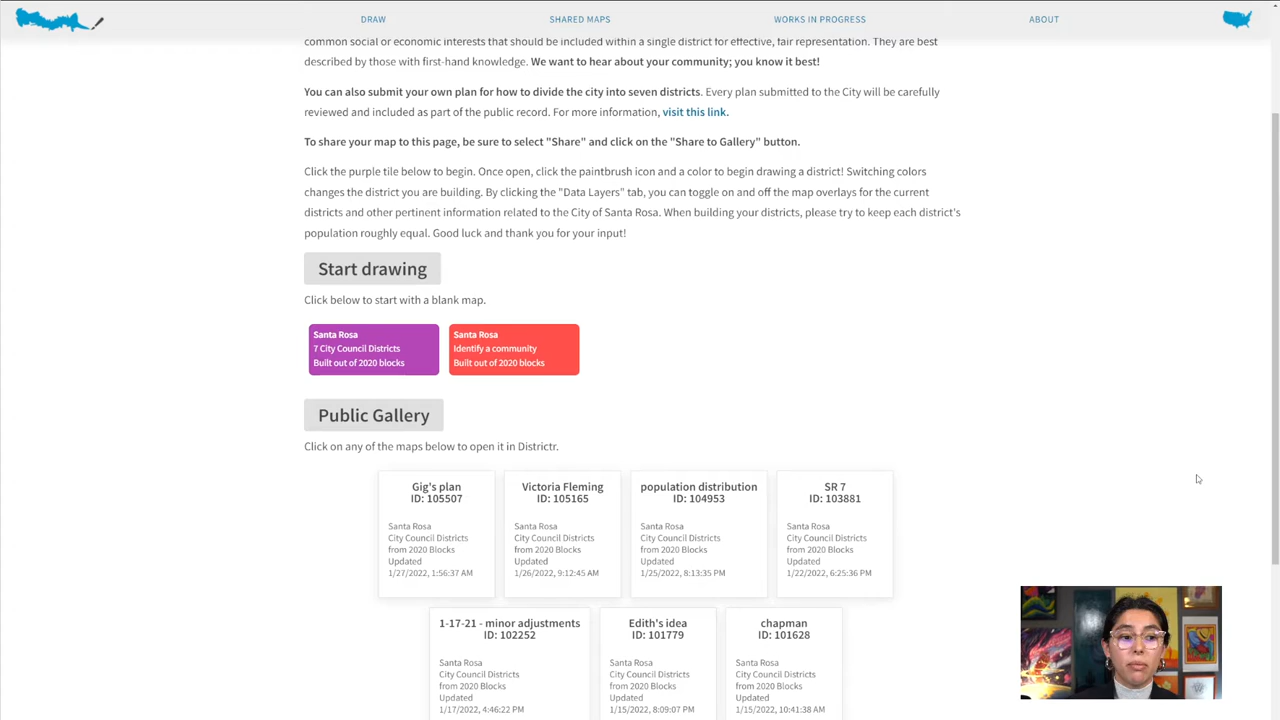 DRAW
SHARED MAPS
WORKS IN PROGRESS
ABOUT
common social or economic interests that should be included within a single district for effective, fair representation. They are best
described by those with first-hand knowledge. We want to hear about your community; you know it best!
You can also submit your own plan for how to divide the city into seven districts. Every plan submitted to the City will be carefully
reviewed and included as part of the public record. For more information, visit this link.
To share your map to this page, be sure to select "Share" and click on the "Share to Gallery" button.
Click the purple tile below to begin. Once open, click the paintbrush icon and a color to begin drawing a district! Switching colors
changes the district you are building. By clicking the "Data Layers" tab, you can toggle on and off the map overlays for the current
districts and other pertinent information related to the City of Santa Rosa. When building your districts, please try to keep each district's
population roughly equal. Good luck and thank you for your input!
Start drawing
Click below to start with a blank map.
Santa Rosa
7 City Council Districts
Built out of 2020 blocks
Santa Rosa
Identify a community
Built out of 2020 blocks
Public Gallery
Click on any of the maps below to open it in Districtr.
Gig's plan
ID: 105507
Santa Rosa
City Council Districts
from 2020 Blocks
Updated
1/27/2022, 1:56:37 AM
Victoria Fleming
ID: 105165
Santa Rosa
City Council Districts
from 2020 Blocks
Updated
1/26/2022, 9:12:45 AM
population distribution
ID: 104953
Santa Rosa
City Council Districts
from 2020 Blocks
Updated
1/25/2022, 8:13:35 PM
SR 7
ID: 103881
Santa Rosa
City Council Districts
from 2020 Blocks
Updated
1/22/2022, 6:25:36 PM
1-17-21 - minor adjustments
ID: 102252
Santa Rosa
City Council Districts
from 2020 Blocks
Updated
1/17/2022, 4:46:22 PM
Edith's idea
ID: 101779
Santa Rosa
City Council Districts
from 2020 Blocks
Updated
1/15/2022, 8:09:07 PM
chapman
ID: 101628
Santa Rosa
City Council Districts
from 2020 Blocks
Updated
1/15/2022, 10:41:38 AM